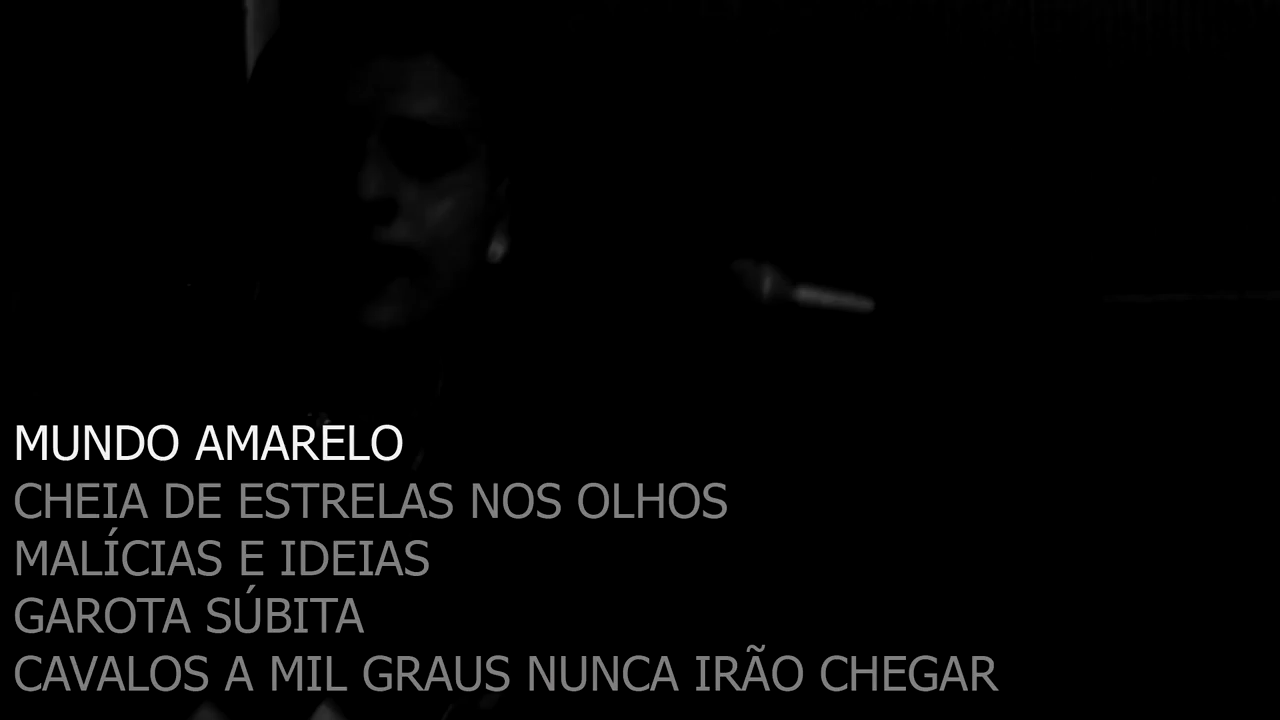 MUNDO AMARELO
CHEIA DE ESTRELAS NOS OLHOS
MALÍCIAS E IDEIAS
GAROTA SÚBITA
CAVALOS A MIL GRAUS NUNCA IRÃO CHEGAR